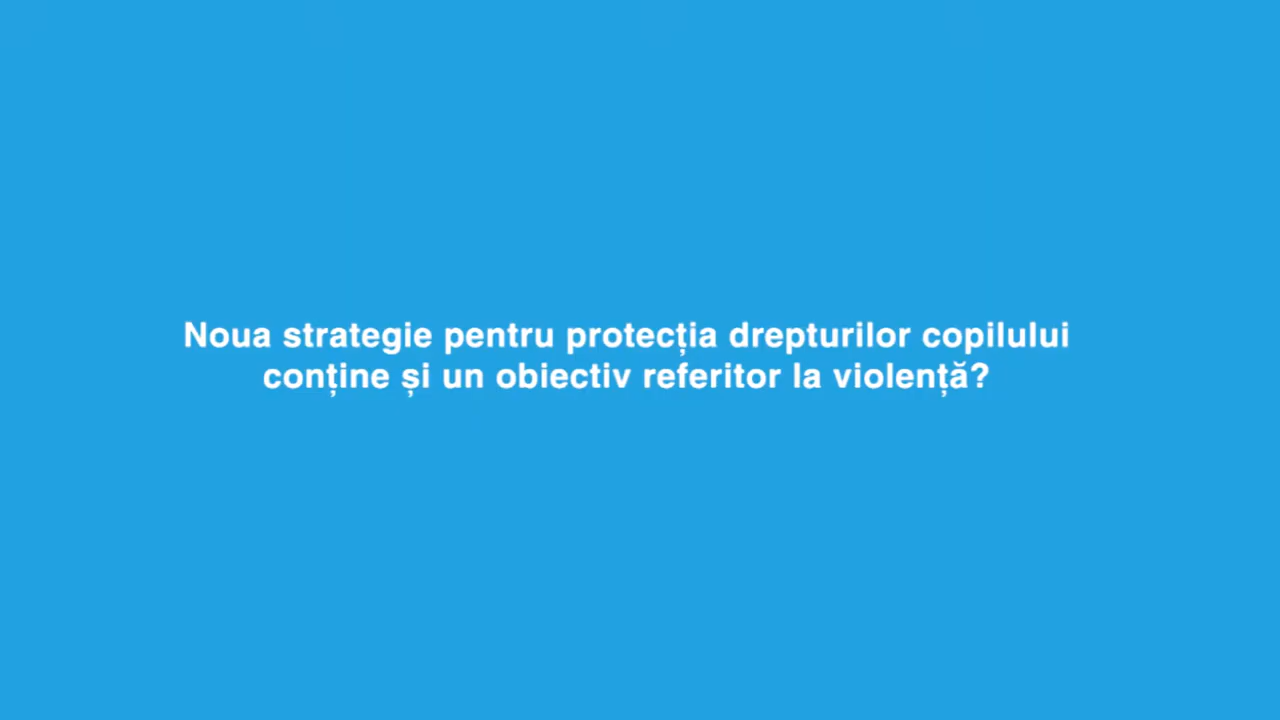 Noua strategie pentru protecția drepturilor copilului
conține și un obiectiv referitor la violență?